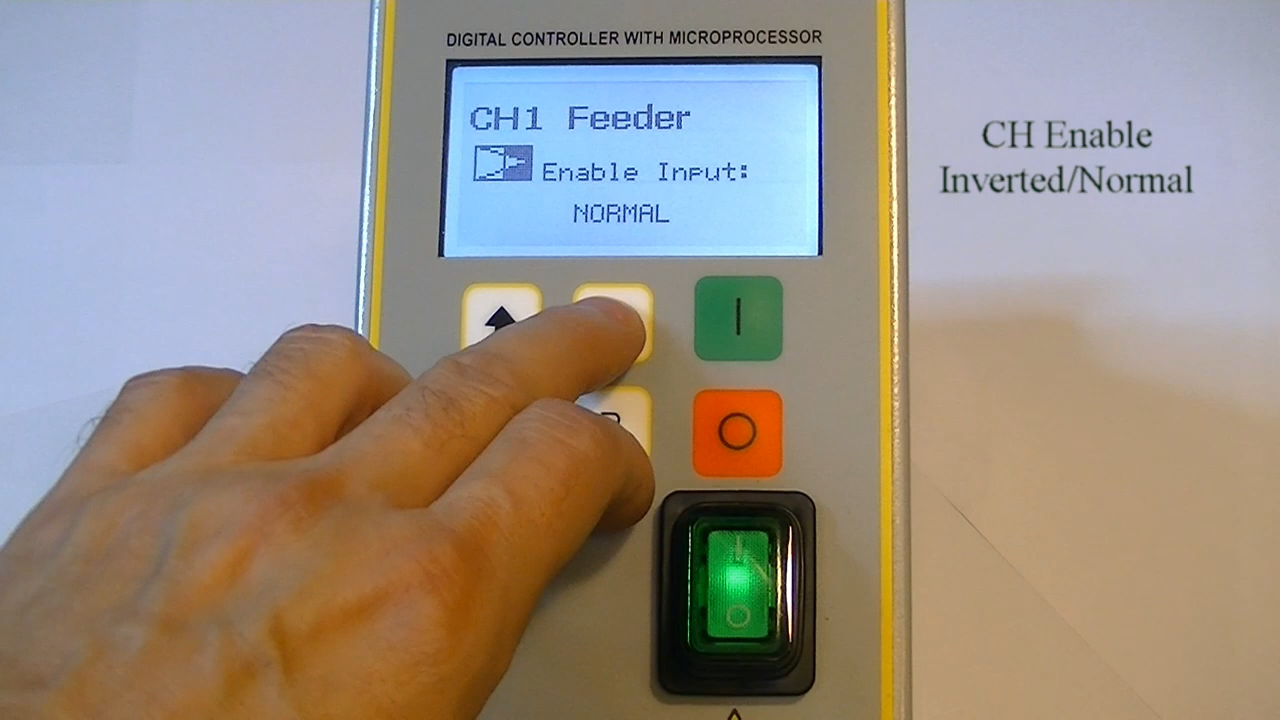 DIGITAL CONTROLLER WITH MICROPROCESSOR
CH1 Feeder
Enable Input:
NORMAL
CH Enable
Inverted/Normal